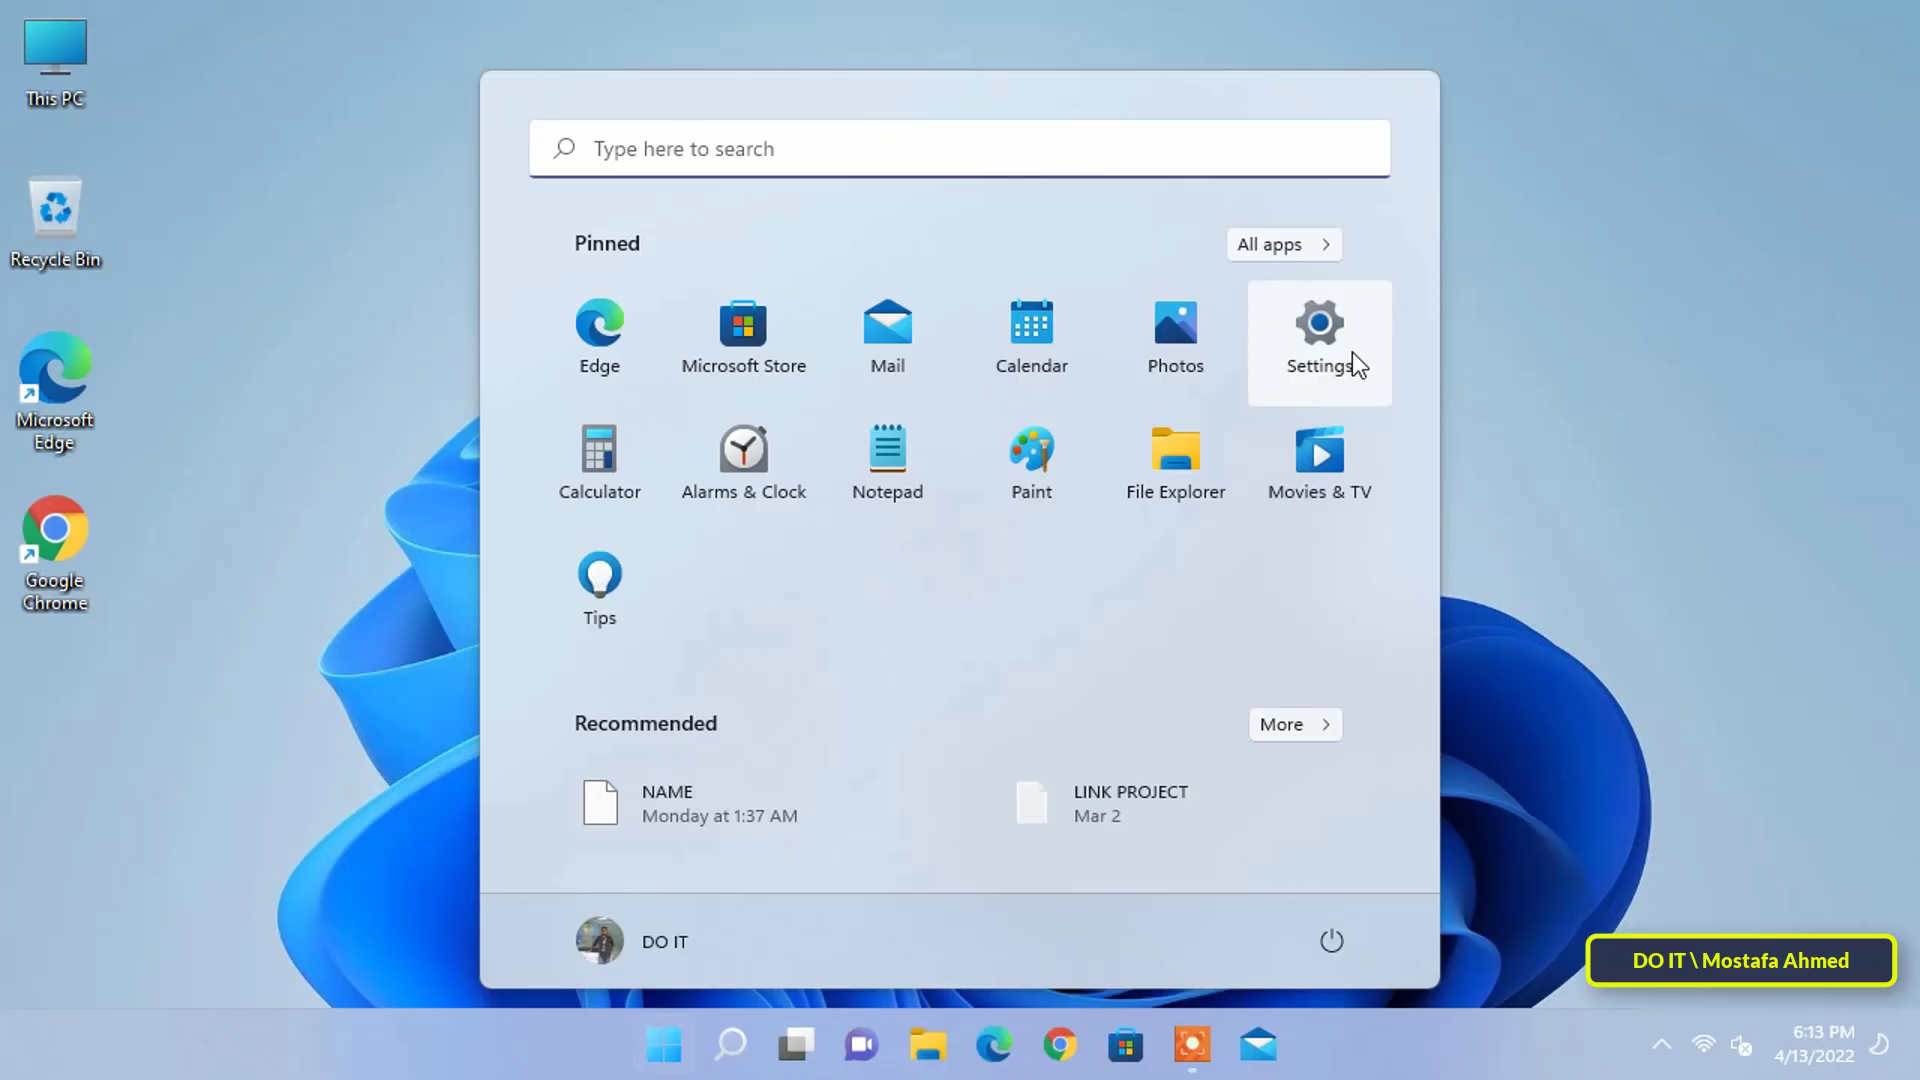 This PC
Recycle Bin
Microsoft
Edge
Google
Chrome
Type here to search
Pinned
All apps
Edge
Microsoft Store
Mail
Calendar
Photos
Settings
Calculator
Alarms & Clock
Notepad
Paint
File Explorer
Movies & TV
Tips
Recommended
More
NAME
Monday at 1:37 AM
LINK PROJECT
Mar 2
DO IT
DO IT \ Mostafa Ahmed
6:13 PM
4/13/2022